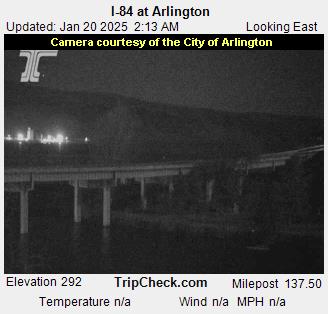 I-84 at Arlington
Updated: Jan 20 2025 2:13 AM Looking East
Camera courtesy of the City of Arlington
Elevation 292 TripCheck.com Milepost 137.50
Temperature n/a Wind n/a MPH n/a